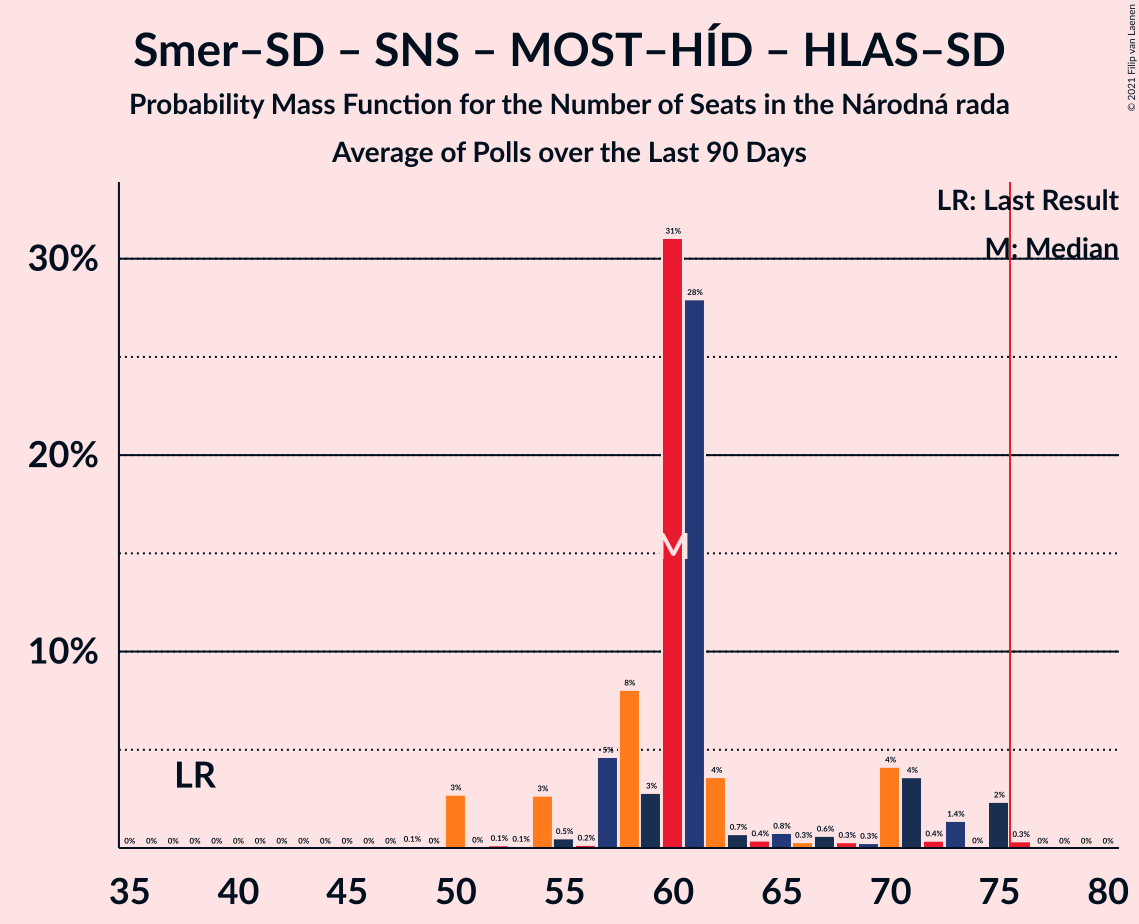 Smer–SD – SNS – MOST–HÍD – HLAS–SD
Probability Mass Function for the Number of Seats in the Národná rada
Average of Polls over the Last 90 Days
© 2021 Filip van Laenen
LR: Last Result
M: Median
30%
20%
10%
LR
M
0% 0% 0% 0% 0% 0% 0% 0% 0% 0% 0% 0% 0% 0.1% 0% 3% 0% 0.1% 0.1% 3% 0.5% 0.2% 5% 8% 3% 31% 28% 4% 0.7% 0.4% 0.8% 0.3% 0.6% 0.3% 0.3% 4% 4% 0.4% 1.4% 0% 2% 0.3% 0% 0% 0% 0%
35 40 45 50 55 60 65 70 75 80